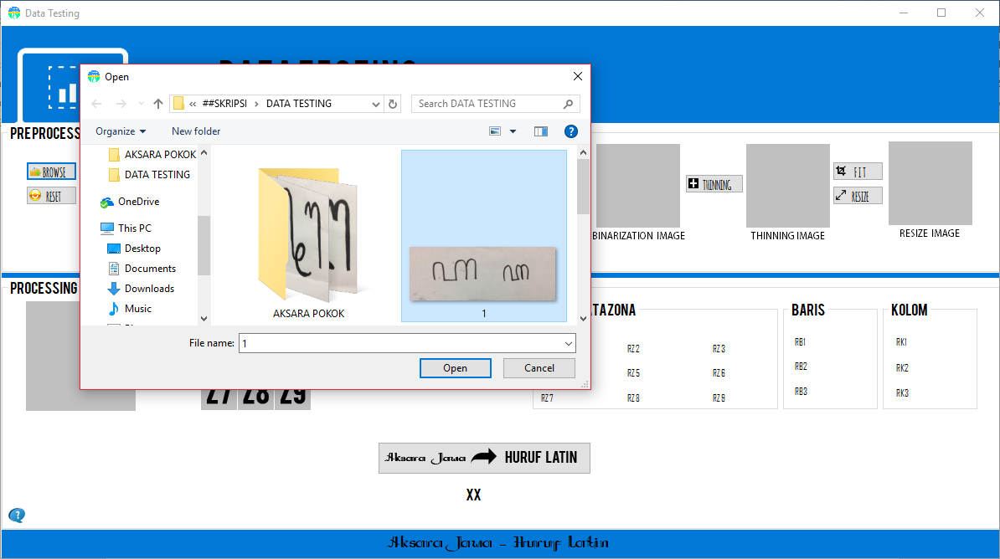 Data Testing
DATA TESTING
Open
« ##SKRIPSI › DATA TESTING
Search DATA TESTING
Organize
New folder
AKSARA POKOK
DATA TESTING
OneDrive
This PC
Desktop
Documents
Downloads
Music
AKSARA POKOK
1
File name: 1
Open
Cancel
PREPROCESS
BROWSE
RESET
THINNING
FIT
RESIZE
BINARIZATION IMAGE
THINNING IMAGE
RESIZE IMAGE
PROCESSING
Z7 Z8 Z9
TAZONA
RZ2 RZ3
RZ5 RZ6
RZ7 RZ8 RZ9
BARIS
RB1
RB2
RB3
KOLOM
RK1
RK2
RK3
Aksara Jawa HURUF LATIN
XX
Aksara Jawa - Huruf Latin